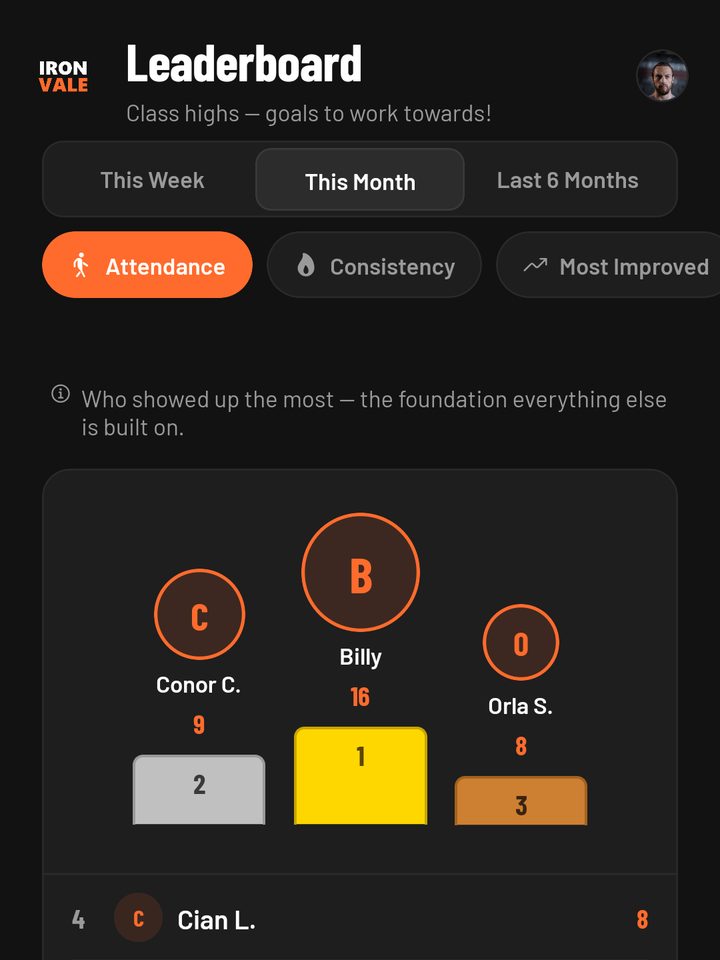 IRON
VALE
Leaderboard
Class highs — goals to work towards!
This Week
This Month
Last 6 Months
Attendance
Consistency
Most Improved
Who showed up the most — the foundation everything else
is built on.
B
C
O
Billy
16
Conor C.
9
Orla S.
8
1
2
3
4
C
Cian L.
8